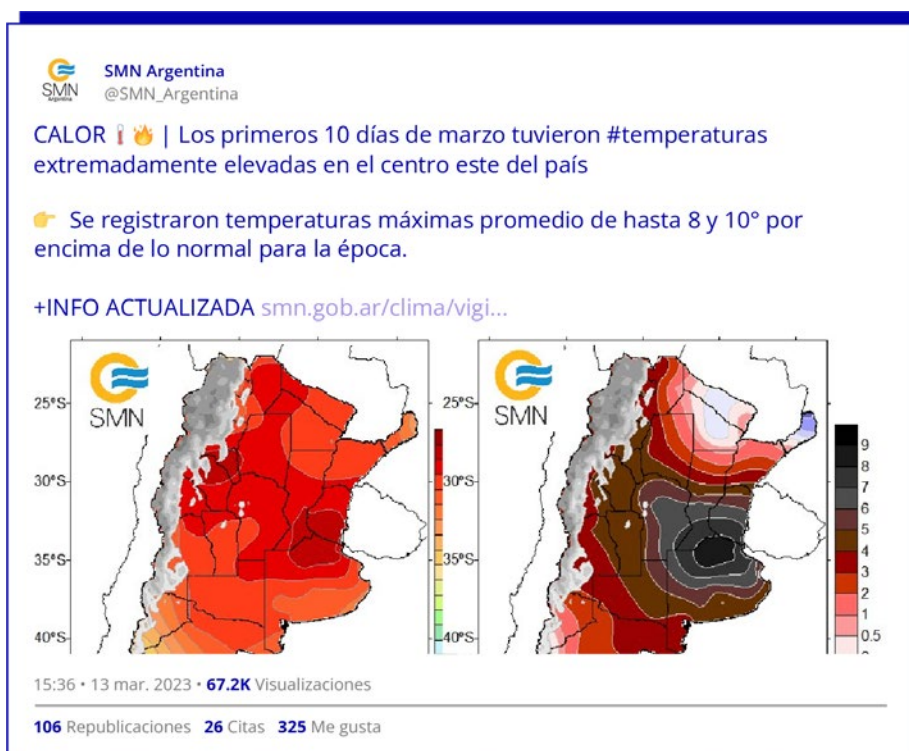 SMN
Argentina
SMN Argentina
@SMN_Argentina
CALOR 🌡️🔥 | Los primeros 10 días de marzo tuvieron #temperaturas
extremadamente elevadas en el centro este del país
👉 Se registraron temperaturas máximas promedio de hasta 8 y 10° por
encima de lo normal para la época.
+INFO ACTUALIZADA smn.gob.ar/clima/vigi...
SMN
25°S
30°S
35°S
40°S
SMN
25°S
30°S
35°S
40°S
9
8
7
6
5
4
3
2
1
0.5
15:36 • 13 mar. 2023 • 67.2K Visualizaciones
106 Republicaciones 26 Citas 325 Me gusta